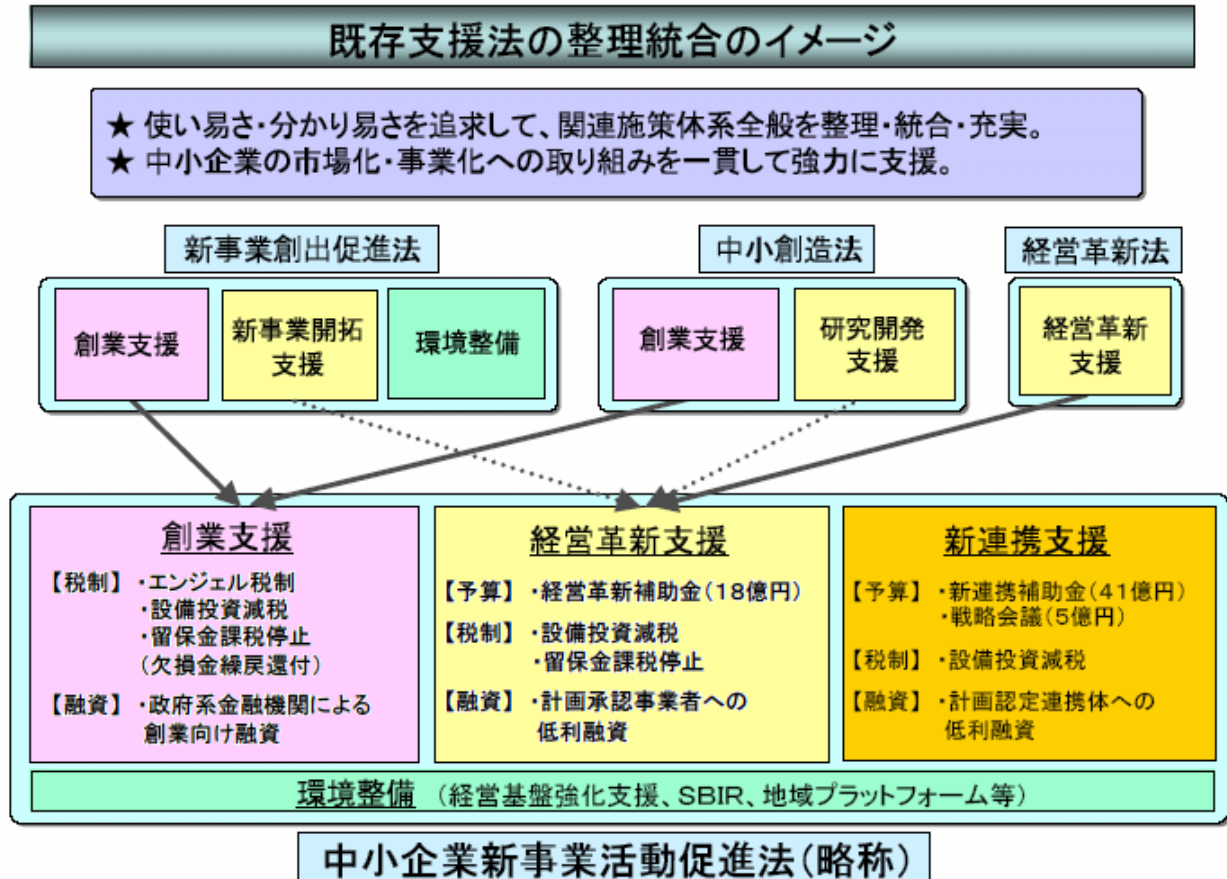 既存支援法の整理統合のイメージ
★ 使い易さ・分かり易さを追求して、関連施策体系全般を整理・統合・充実。
★ 中小企業の市場化・事業化への取り組みを一貫して強力に支援。
新事業創出促進法
中小創造法
経営革新法
創業支援
新事業開拓
支援
環境整備
創業支援
研究開発
支援
経営革新
支援
創業支援
【税制】・エンジェル税制
・設備投資減税
・留保金課税停止
(欠損金繰戻還付)
【融資】・政府系金融機関による
創業向け融資
経営革新支援
【予算】・経営革新補助金(18億円)
【税制】・設備投資減税
・留保金課税停止
【融資】・計画承認事業者への
低利融資
新連携支援
【予算】・新連携補助金(41億円)
・戦略会議(5億円)
【税制】・設備投資減税
【融資】・計画認定連携体への
低利融資
環境整備 (経営基盤強化支援、SBIR、地域プラットフォーム等)
中小企業新事業活動促進法(略称)